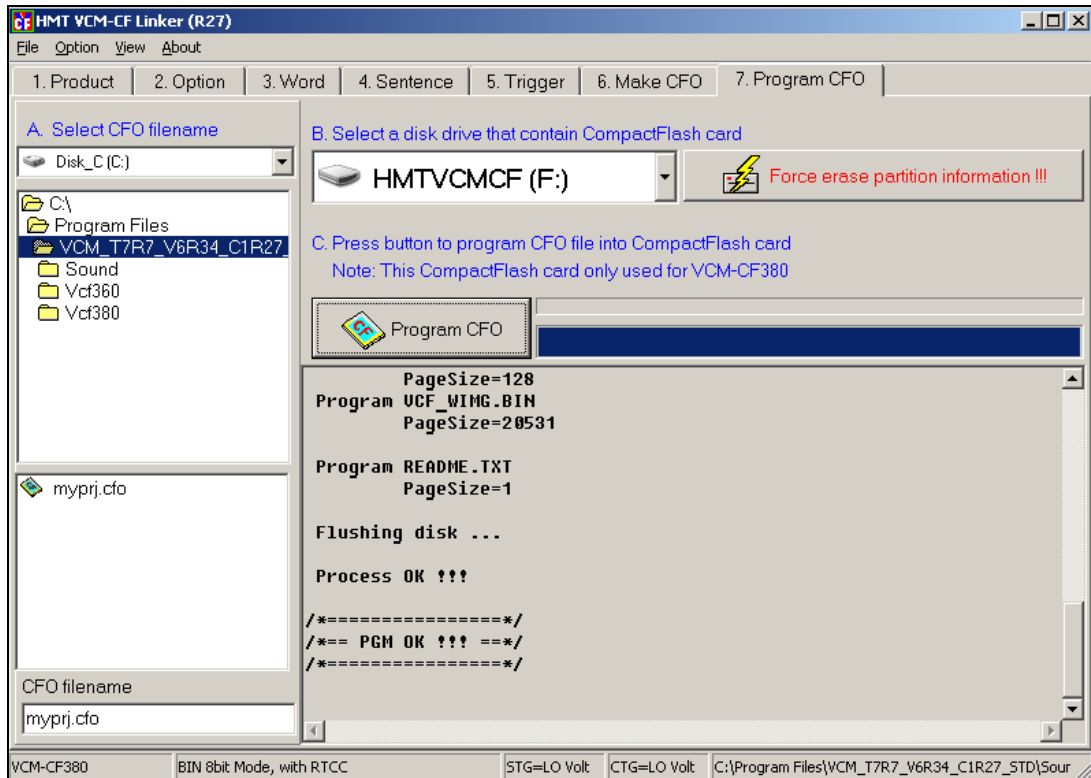 HMT VCM-CF Linker (R27)
File Option View About
1. Product 2. Option 3. Word 4. Sentence 5. Trigger 6. Make CFO 7. Program CFO
A. Select CFO filename
Disk_C (C:)
C:\
Program Files
VCM_T7R7_V6R34_C1R27_
Sound
Vcf360
Vcf380
myprj.cfo
CFO filename
myprj.cfo
B. Select a disk drive that contain CompactFlash card
HMTVCMCF (F:)
Force erase partition information !!!
C. Press button to program CFO file into CompactFlash card
Note: This CompactFlash card only used for VCM-CF380
CF Program CFO
PageSize=128
Program VCF_WIMG.BIN
PageSize=20531
Program README.TXT
PageSize=1
Flushing disk ...
Process OK !!!
/*================*/
/*== PGM OK !!! ==*/
/*================*/
VCM-CF380 BIN 8bit Mode, with RTCC STG=LO Volt CTG=LO Volt C:\Program Files\VCM_T7R7_V6R34_C1R27_STD\Sour